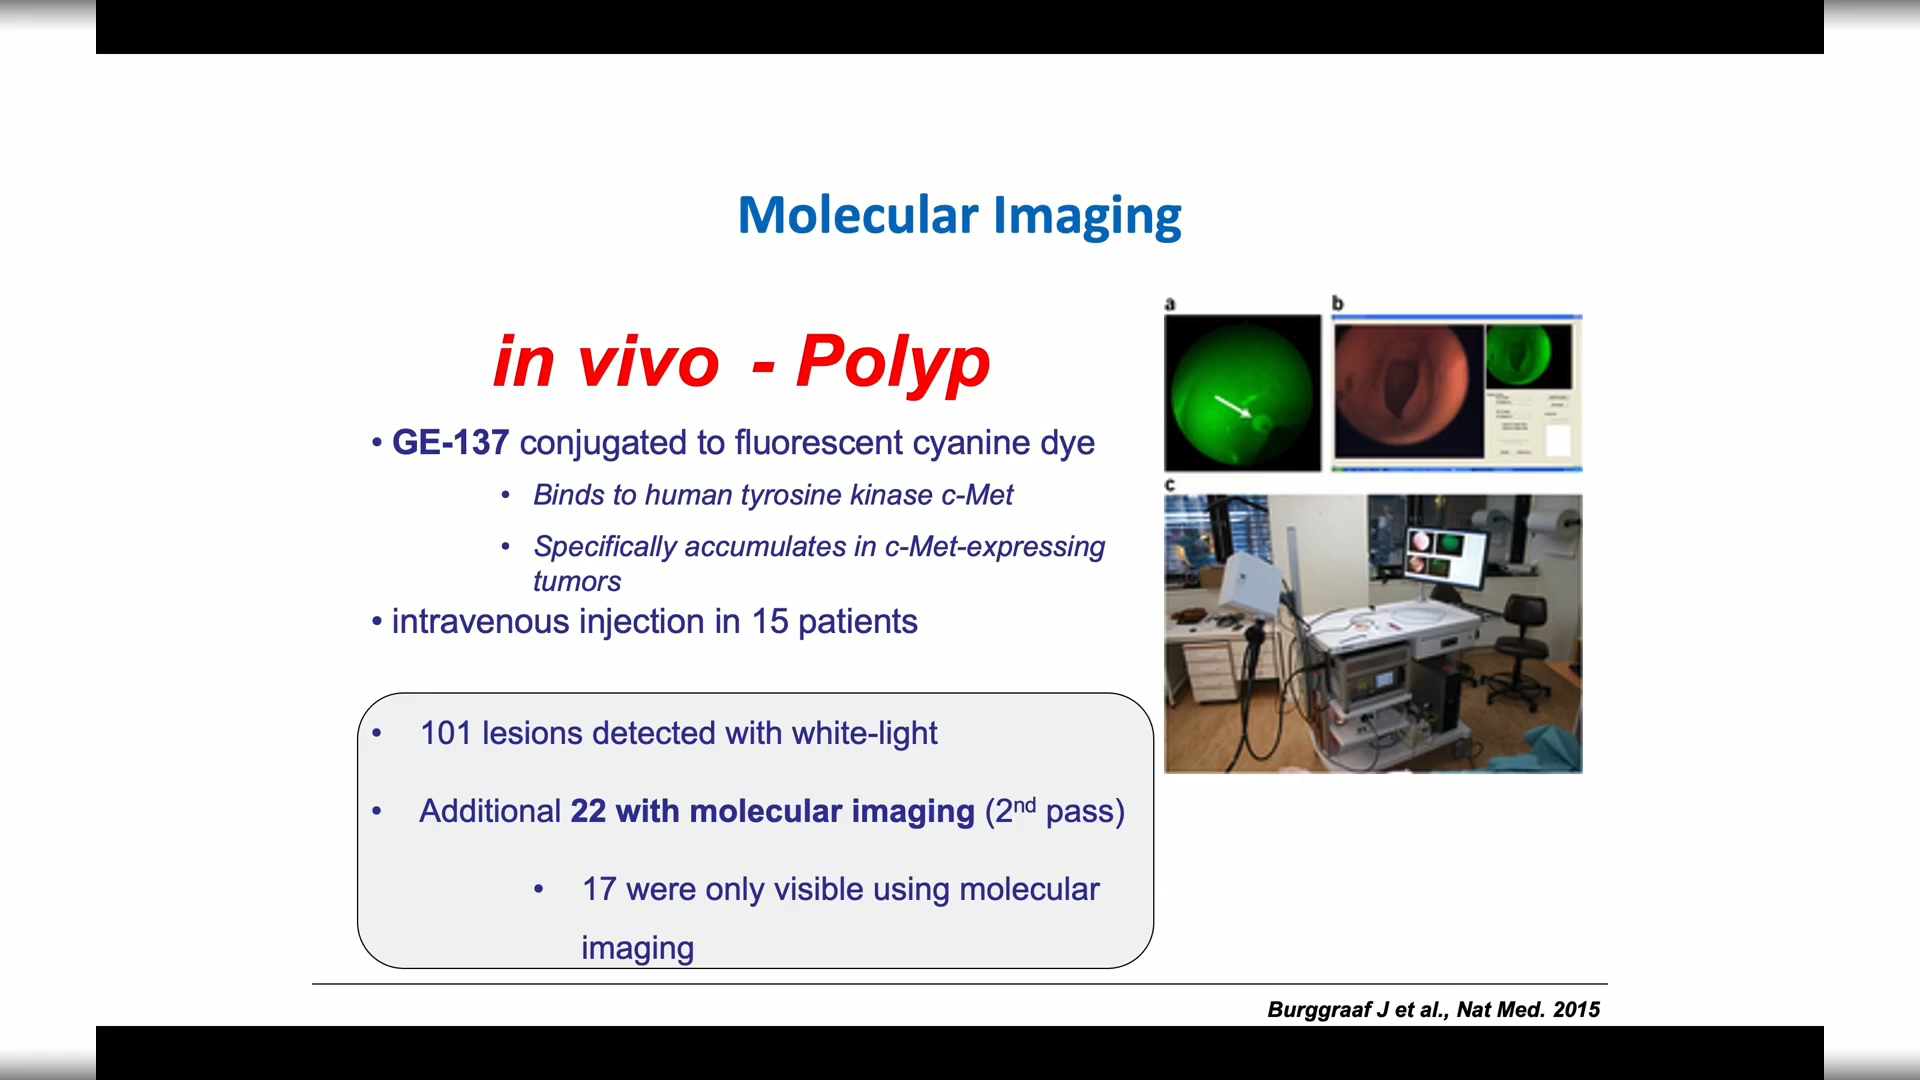 Molecular Imaging
in vivo - Polyp
• GE-137 conjugated to fluorescent cyanine dye
• Binds to human tyrosine kinase c-Met
• Specifically accumulates in c-Met-expressing
tumors
• intravenous injection in 15 patients
• 101 lesions detected with white-light
• Additional 22 with molecular imaging (2nd pass)
• 17 were only visible using molecular
imaging
a
b
c
Burggraaf J et al., Nat Med. 2015